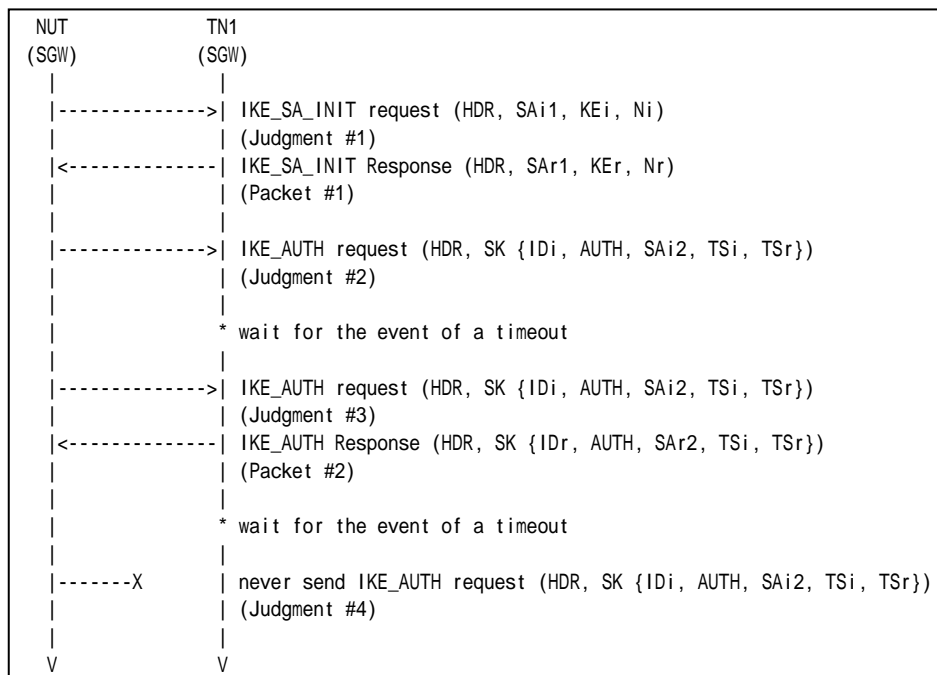 NUT TN1
(SGW) (SGW)
| |
|-------------->| IKE_SA_INIT request (HDR, SAi1, KEi, Ni)
| | (Judgment #1)
|<--------------| IKE_SA_INIT Response (HDR, SAr1, KEr, Nr)
| | (Packet #1)
| |
|-------------->| IKE_AUTH request (HDR, SK {IDi, AUTH, SAi2, TSi, TSr})
| | (Judgment #2)
| |
| * wait for the event of a timeout
| |
|-------------->| IKE_AUTH request (HDR, SK {IDi, AUTH, SAi2, TSi, TSr})
| | (Judgment #3)
|<--------------| IKE_AUTH Response (HDR, SK {IDr, AUTH, SAr2, TSi, TSr})
| | (Packet #2)
| |
| * wait for the event of a timeout
| |
|-------X | never send IKE_AUTH request (HDR, SK {IDi, AUTH, SAi2, TSi, TSr})
| | (Judgment #4)
| |
V V